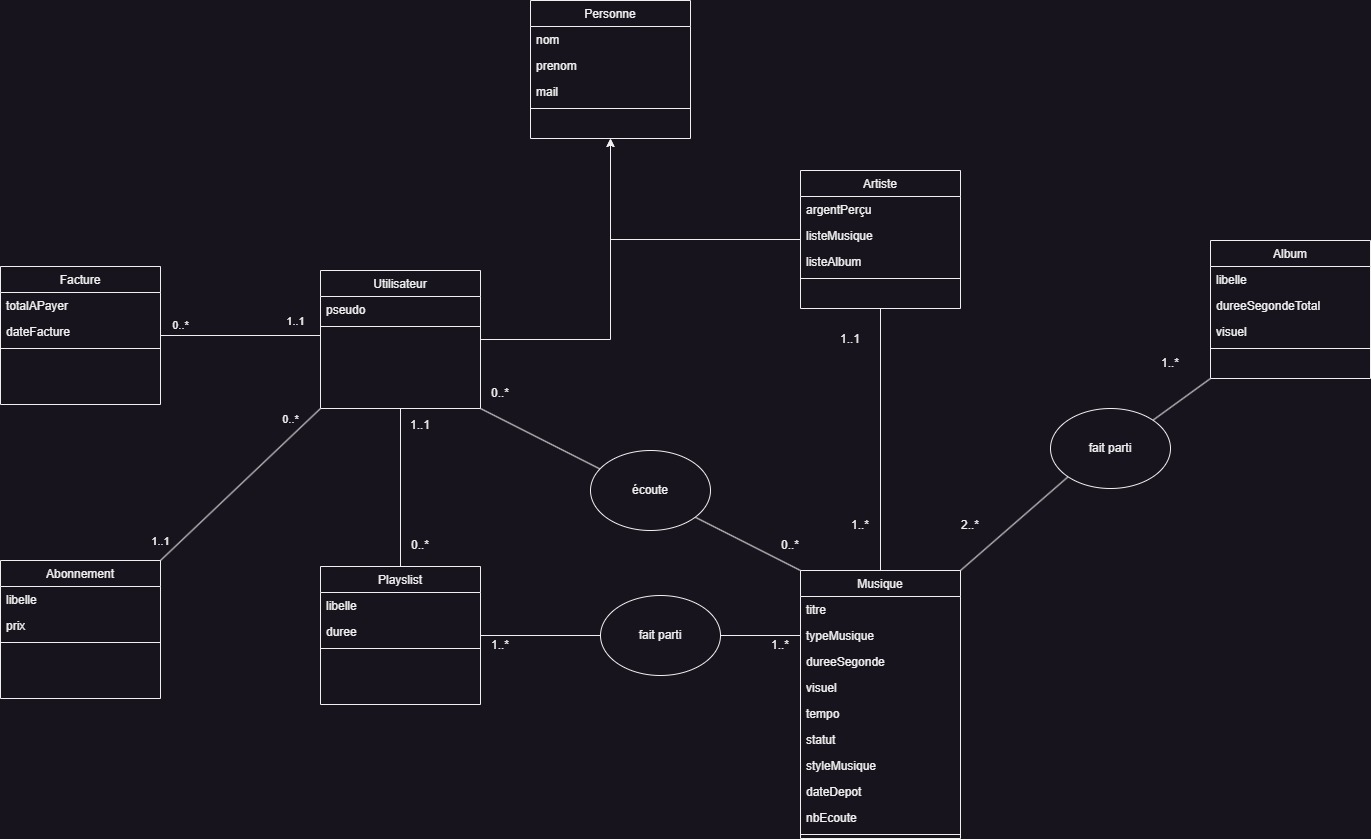 Personne
nom
prenom
mail
Artiste
argentPerçu
listeMusique
listeAlbum
Album
libelle
dureeSegondeTotal
visuel
Facture
totalAPayer
dateFacture
0..*
1..1
Utilisateur
pseudo
0..*
0..*
1..1
1..1
1..*
fait parti
écoute
1..1
0..*
0..*
1..*
2..*
Abonnement
libelle
prix
Playslist
libelle
duree
1..*
fait parti
1..*
Musique
titre
typeMusique
dureeSegonde
visuel
tempo
statut
styleMusique
dateDepot
nbEcoute